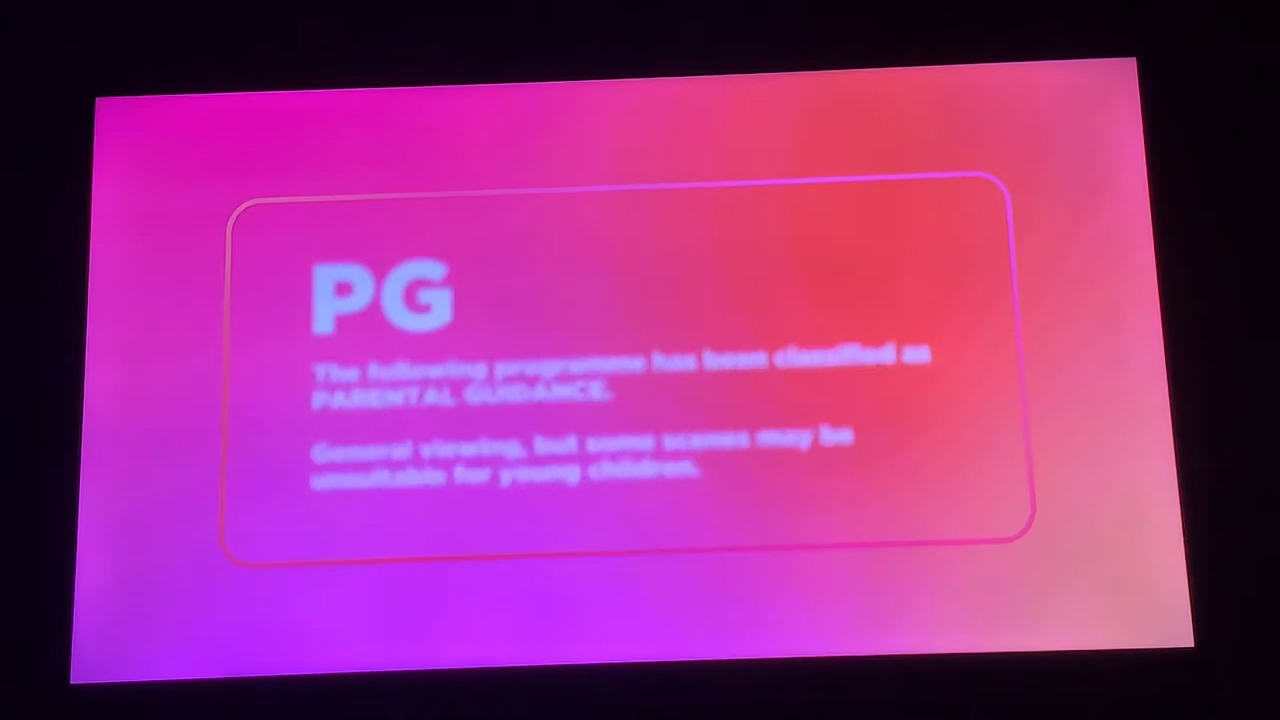 PG
The following programme has been classified as
PARENTAL GUIDANCE.
General viewing, but some scenes may be
unsuitable for young children.